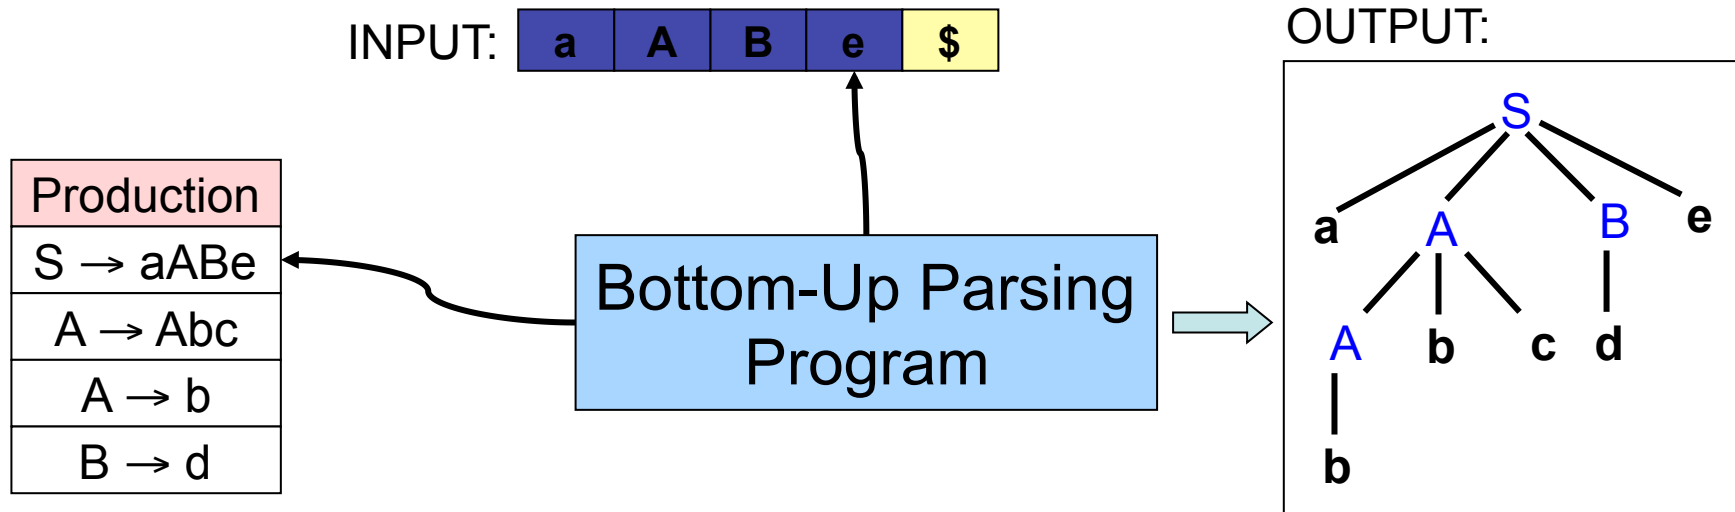 INPUT: a A B e $
OUTPUT:
Production
S → aABe
A → Abc
A → b
B → d
Bottom-Up Parsing
Program
S
a A B e
A b c d
b